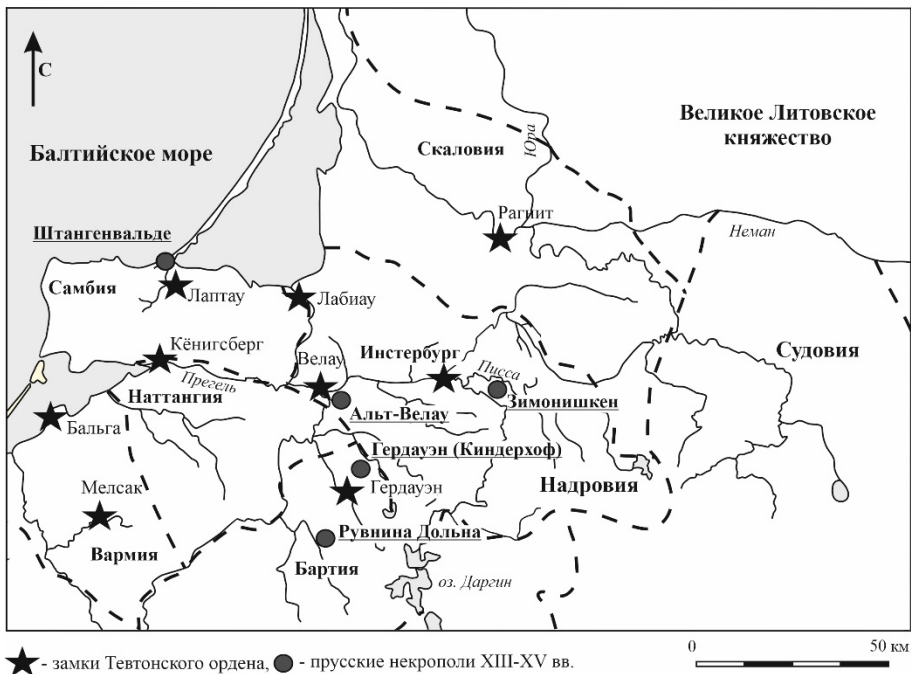 С
Балтийское море
Великое Литовское
княжество
Скаловия
Юра
Рагнит
Неман
Штангенвальде
Самбия
Лаптау
Лабиау
Судовия
Кёнигсберг
Велау
Инстербург
Писса
Прегель
Наттангия
Зимонишкен
Альт-Велау
Бальга
Гердауэн (Киндерхоф)
Гердауэн
Надровия
Мелсак
Рувнина Дольна
Вармия
Бартия
оз. Даргин
- замки Тевтонского ордена,
- прусские некрополи XIII-XV вв.
0
50 км